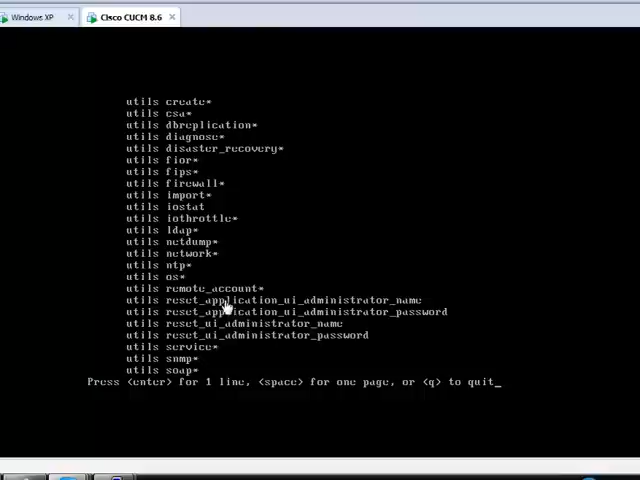 Windows XP
Cisco CUCM 8.6
utils create*
utils csa*
utils dbreplication*
utils diagnose*
utils disaster_recovery*
utils fior*
utils fips*
utils firewall*
utils import*
utils iostat
utils iothrottle*
utils ldap*
utils netdump*
utils network*
utils ntp*
utils os*
utils remote_account*
utils reset_application_ui_administrator_name
utils reset_application_ui_administrator_password
utils reset_ui_administrator_name
utils reset_ui_administrator_password
utils service*
utils snmp*
utils soap*
Press <enter> for 1 line, <space> for one page, or <q> to quit_